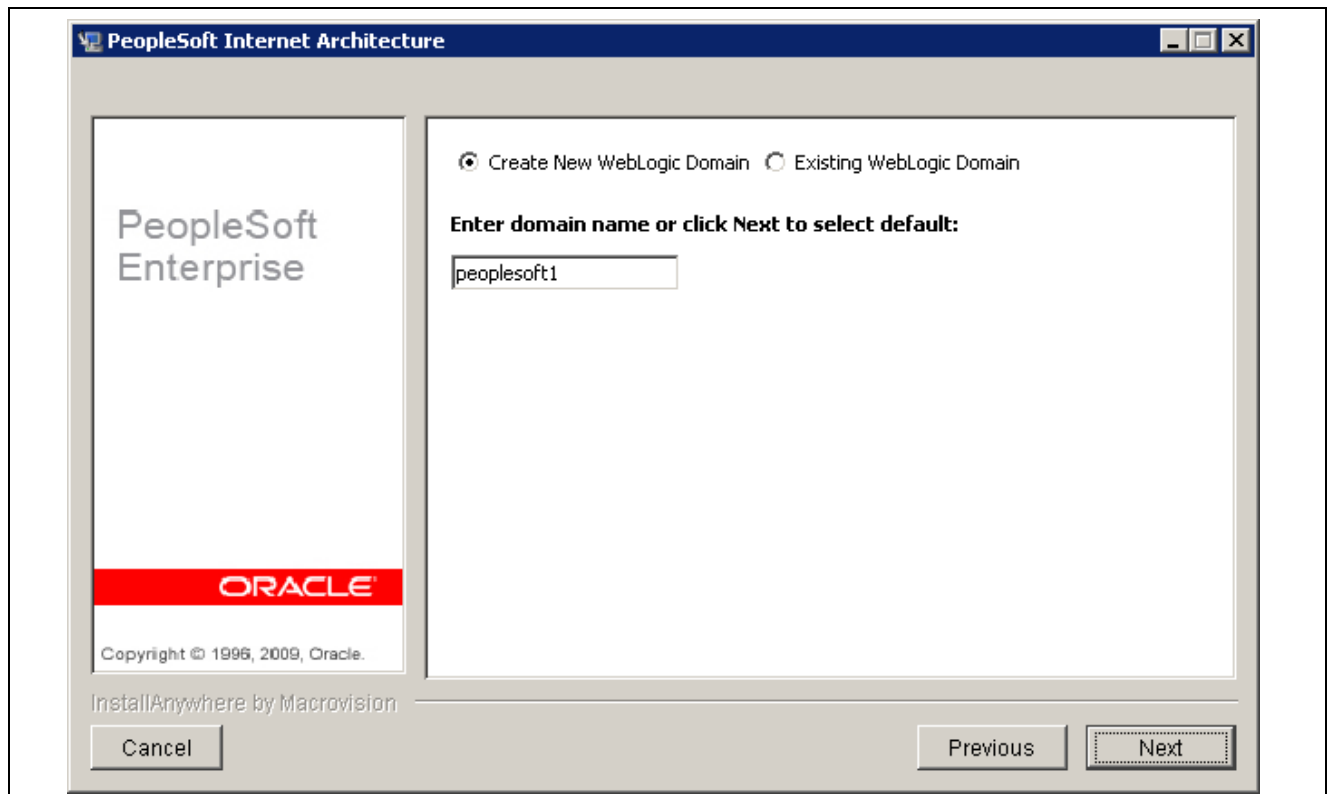 PeopleSoft Internet Architecture
Create New WebLogic Domain Existing WebLogic Domain
PeopleSoft
Enterprise
Enter domain name or click Next to select default:
peoplesoft1
ORACLE
Copyright © 1996, 2009, Oracle.
InstallAnywhere by Macrovision
Cancel Previous Next